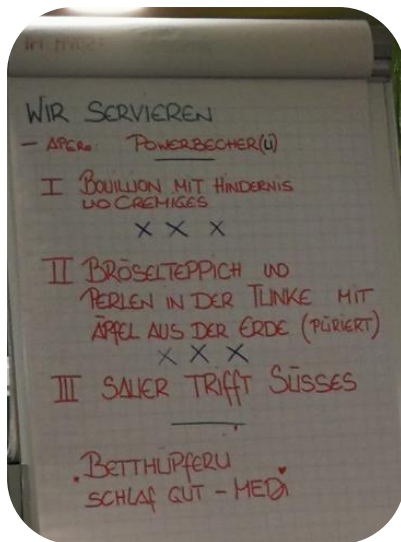 WIR SERVIEREN
- APERO: POWERBECHER(LI)
I BOUILLION MIT HINDERNIS
UND CREMIGES
X X X
II BRÖSELTEPPICH UND
PERLEN IN DER TUNKE MIT
ÄPFEL AUS DER ERDE (PÜRIERT)
X X X
III SAUER TRIFFT SÜSSES
BETTHUPFERLI
SCHLAF GUT - MEDI